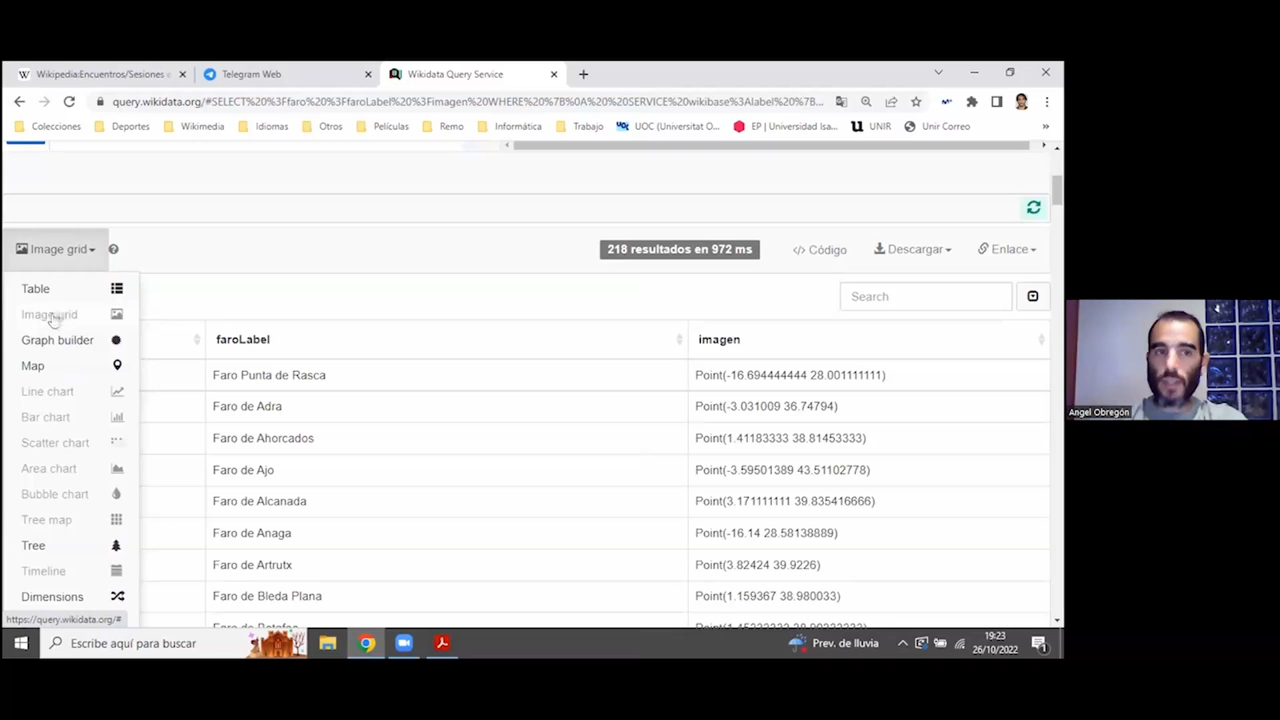 Wikipedia:Encuentros/Sesiones e
Telegram Web
Wikidata Query Service
query.wikidata.org/#SELECT%20%3Ffaro%20%3FfaroLabel%20%3Fimagen%20WHERE%20%7B%0A%20%20SERVICE%20wikibase%3Alabel%20%7B...
Colecciones
Deportes
Wikimedia
Idiomas
Otros
Películas
Remo
Informática
Trabajo
UOC (Universitat O...
EP | Universidad Isa...
UNIR
Unir Correo
Image grid
218 resultados en 972 ms
</> Código
Descargar
Enlace
Table
Image grid
Graph builder
Map
Line chart
Bar chart
Scatter chart
Area chart
Bubble chart
Tree map
Tree
Timeline
Dimensions
https://query.wikidata.org/#
Search
faroLabel imagen
Faro Punta de Rasca Point(-16.694444444 28.001111111)
Faro de Adra Point(-3.031009 36.74794)
Faro de Ahorcados Point(1.41183333 38.81453333)
Faro de Ajo Point(-3.59501389 43.51102778)
Faro de Alcanada Point(3.171111111 39.835416666)
Faro de Anaga Point(-16.14 28.58138889)
Faro de Artrutx Point(3.82424 39.9226)
Faro de Bleda Plana Point(1.159367 38.980033)
Angel Obregón
Escribe aquí para buscar
Prev. de lluvia
19:23
26/10/2022
1